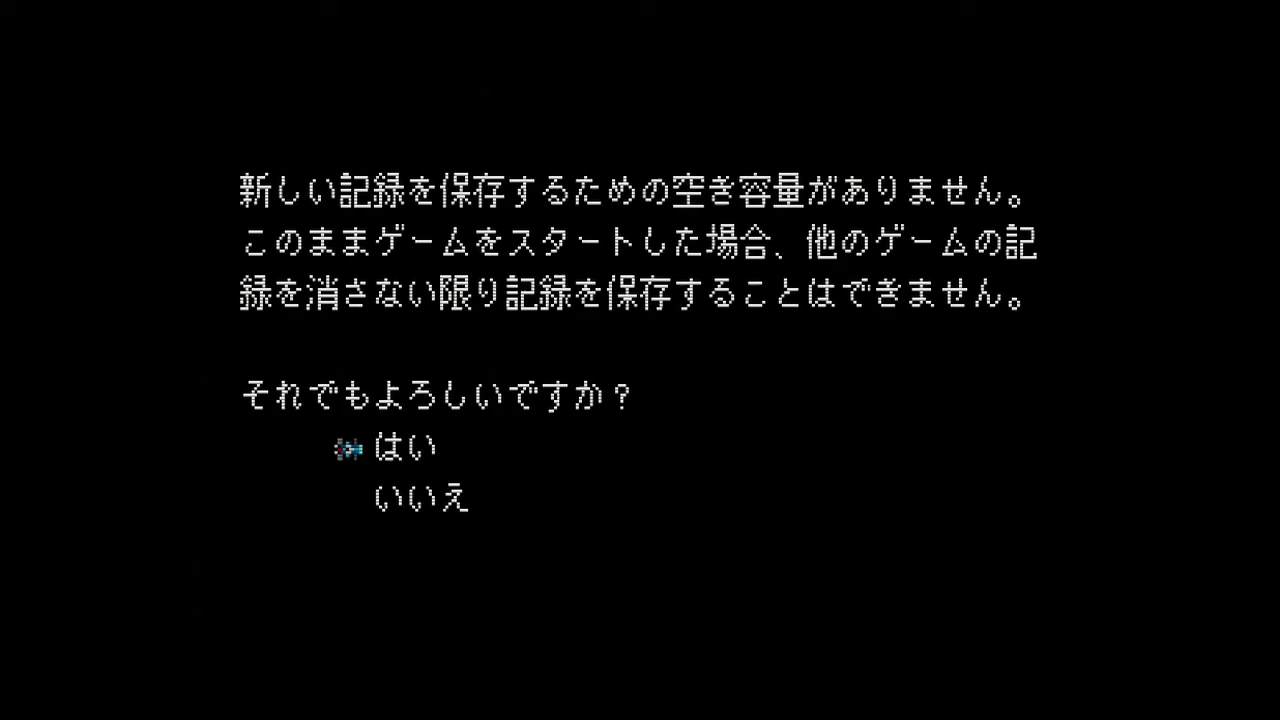 新しい記録を保存するための空き容量がありません。
このままゲームをスタートした場合、他のゲームの記
録を消さない限り記録を保存することはできません。
それでもよろしいですか？
はい
いいえ